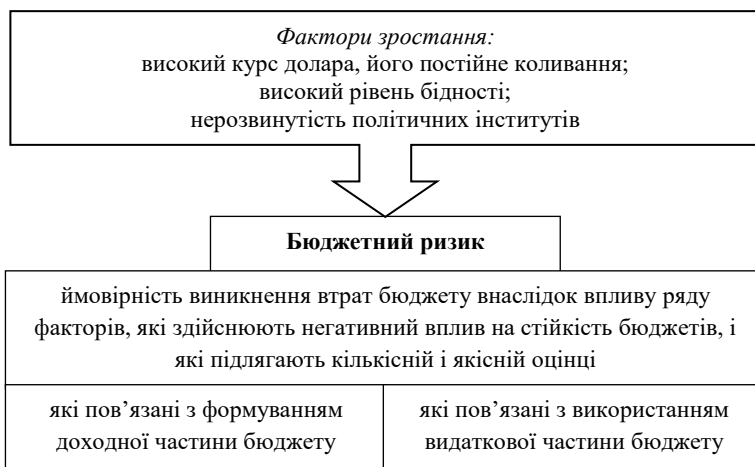 Фактори зростання:
високий курс долара, його постійне коливання;
високий рівень бідності;
нерозвинутість політичних інститутів
Бюджетний ризик
ймовірність виникнення втрат бюджету внаслідок впливу ряду
факторів, які здійснюють негативний вплив на стійкість бюджетів, і
які підлягають кількісній і якісній оцінці
які пов’язані з формуванням
доходної частини бюджету
які пов’язані з використанням
видаткової частини бюджету